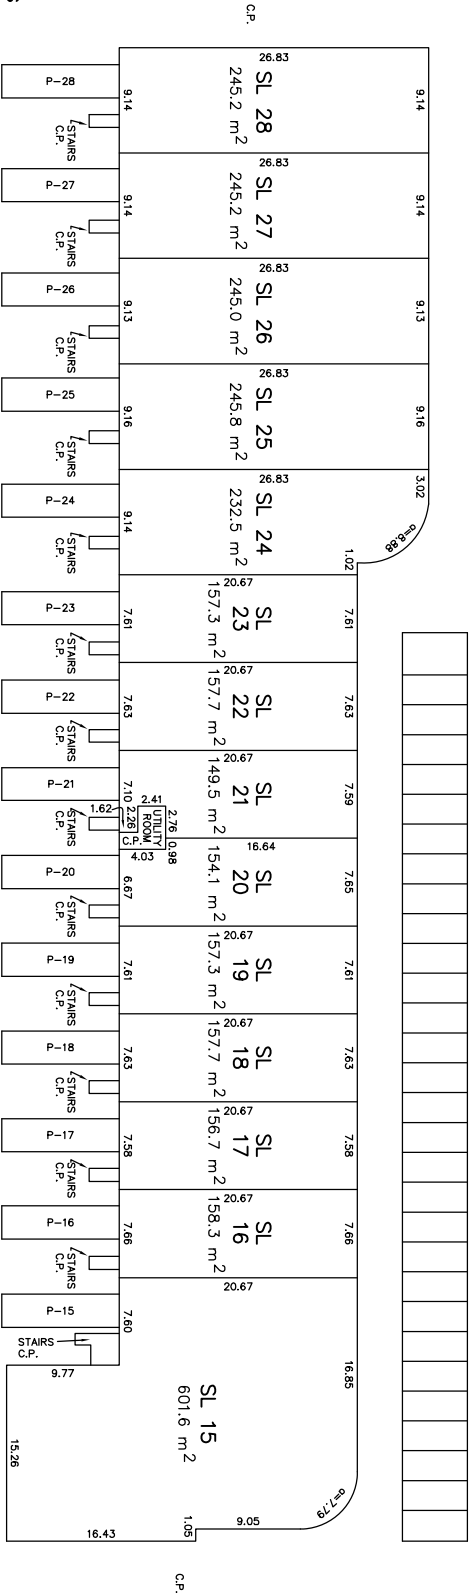 C.P.
26.83
P-28
9.14
SL 28
245.2 m²
9.14
STAIRS
C.P.
26.83
P-27
9.14
SL 27
245.2 m²
9.14
STAIRS
C.P.
26.83
P-26
9.13
SL 26
245.0 m²
9.13
STAIRS
C.P.
26.83
P-25
9.16
SL 25
245.8 m²
9.16
STAIRS
C.P.
26.83
3.02
P-24
9.14
SL 24
232.5 m²
a=8.88
STAIRS
C.P.
1.02
20.67
P-23
7.61
SL
23
157.3 m²
7.61
STAIRS
C.P.
20.67
P-22
7.63
SL
22
157.7 m²
7.63
STAIRS
C.P.
20.67
P-21
7.10
SL
21
149.5 m²
7.59
2.41
1.62
2.26
UTILITY
ROOM
2.76
C.P.
0.98
4.03
STAIRS
C.P.
16.64
P-20
6.67
SL
20
154.1 m²
7.65
STAIRS
C.P.
20.67
P-19
7.61
SL
19
157.3 m²
7.61
STAIRS
C.P.
20.67
P-18
7.63
SL
18
157.7 m²
7.63
STAIRS
C.P.
20.67
P-17
7.58
SL
17
156.7 m²
7.58
STAIRS
C.P.
20.67
P-16
7.66
SL
16
158.3 m²
7.66
STAIRS
C.P.
20.67
P-15
7.60
STAIRS
C.P.
9.77
16.85
SL 15
601.6 m²
15.26
a=7.79
9.05
1.05
16.43
C.P.